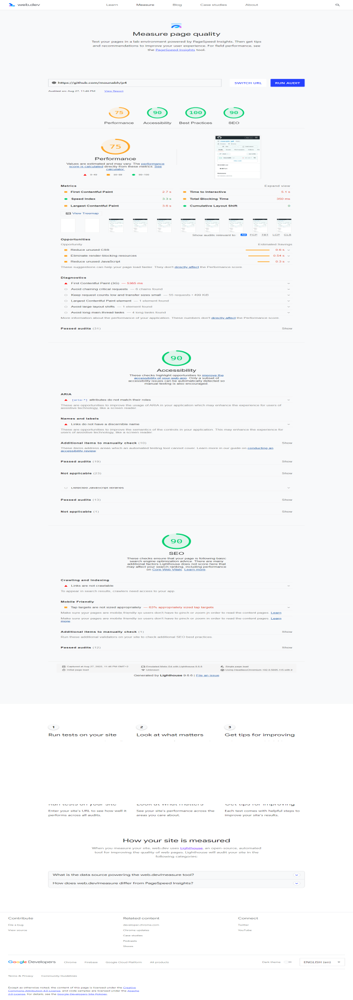 web.dev
Learn
Measure
Blog
Case studies
About
Measure page quality
Test your pages in a lab environment powered by PageSpeed Insights. Then get tips
and recommendations to improve your user experience. For field performance, see
the PageSpeed Insights tool.
https://github.com/mounabh/p4
SWITCH URL
RUN AUDIT
Audited on: Aug 27, 11:46 PM
View Report
75
90
100
90
Performance
Accessibility
Best Practices
SEO
75
Performance
Values are estimated and may vary. The performance
score is calculated directly from these metrics. See
calculator.
0–49
50–89
90–100
Metrics
Expand view
First Contentful Paint
2.7 s
Time to Interactive
5.1 s
Speed Index
3.3 s
Total Blocking Time
350 ms
Largest Contentful Paint
3.6 s
Cumulative Layout Shift
0
View Treemap
Show audits relevant to:
All
FCP
TBT
LCP
CLS
Opportunities
Opportunity
Estimated Savings
Reduce unused CSS
0.6 s
Eliminate render-blocking resources
0.54 s
Reduce unused JavaScript
0.3 s
These suggestions can help your page load faster. They don't directly affect the Performance score.
Diagnostics
First Contentful Paint (3G) — 5365 ms
Avoid chaining critical requests — 6 chains found
Keep request counts low and transfer sizes small — 55 requests • 499 KiB
Largest Contentful Paint element — 1 element found
Avoid large layout shifts — 1 element found
Avoid long main-thread tasks — 4 long tasks found
More information about the performance of your application. These numbers don't directly affect the Performance score.
Passed audits (31)
Show
90
Accessibility
These checks highlight opportunities to improve the
accessibility of your web app. Only a subset of
accessibility issues can be automatically detected so
manual testing is also encouraged.
ARIA
[aria-*] attributes do not match their roles
These are opportunities to improve the usage of ARIA in your application which may enhance the experience for users of
assistive technology, like a screen reader.
Names and labels
Links do not have a discernible name
These are opportunities to improve the semantics of the controls in your application. This may enhance the experience for
users of assistive technology, like a screen reader.
Additional items to manually check (10)
Show
These items address areas which an automated testing tool cannot cover. Learn more in our guide on conducting an
accessibility review.
Passed audits (19)
Show
Not applicable (23)
Show
Detected JavaScript libraries
Passed audits (13)
Show
Not applicable (1)
Show
90
SEO
These checks ensure that your page is following basic
search engine optimization advice. There are many
additional factors Lighthouse does not score here that
may affect your search ranking, including performance
on Core Web Vitals. Learn more.
Crawling and Indexing
Links are not crawlable
To appear in search results, crawlers need access to your app.
Mobile Friendly
Tap targets are not sized appropriately — 63% appropriately sized tap targets
Make sure your pages are mobile friendly so users don't have to pinch or zoom in order to read the content pages. Learn
Make sure your pages are mobile friendly so users don't have to pinch or zoom in order to read the content pages. Learn
more.
Additional items to manually check (1)
Show
Run these additional validators on your site to check additional SEO best practices.
Passed audits (12)
Show
Captured at Aug 27, 2022, 11:46 PM GMT+2
Emulated Moto G4 with Lighthouse 9.6.6
Single page load
Initial page load
Unknown
Using HeadlessChromium 102.0.5005.115 with lr
Generated by Lighthouse 9.6.6 | File an issue
1
2
3
Run tests on your site
Look at what matters
Get tips for improving
Run tests on your site
Look at what matters
Get tips for improving
Enter your site's URL to see how well it
performs across all audits.
See your site's performance across the
areas you care about.
Each test comes with helpful steps to
improve your site's results.
How your site is measured
When you measure your site, web.dev uses Lighthouse, an open-source, automated
tool for improving the quality of web pages. Lighthouse will audit your site in the
following categories:
What is the data source powering the web.dev/measure tool?
How does web.dev/measure differ from PageSpeed Insights?
Contribute
Related content
Connect
File a bug
developer.chrome.com
Twitter
View source
Chrome updates
YouTube
Case studies
Podcasts
Shows
Google Developers
Chrome
Firebase
Google Cloud Platform
All products
Dark theme
ENGLISH (en)
Terms & Privacy
Community Guidelines
Except as otherwise noted, the content of this page is licensed under the Creative
Commons Attribution 4.0 License, and code samples are licensed under the Apache
2.0 License. For details, see the Google Developers Site Policies.